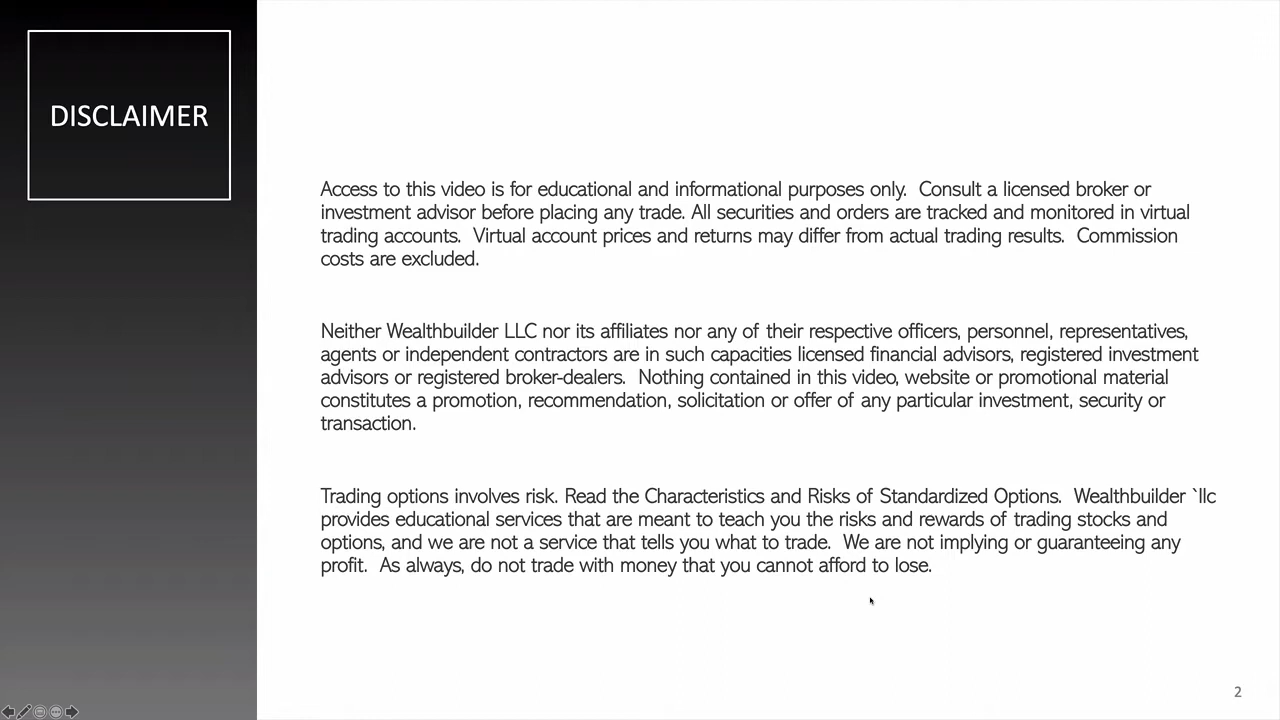 DISCLAIMER
Access to this video is for educational and informational purposes only.  Consult a licensed broker or
investment advisor before placing any trade. All securities and orders are tracked and monitored in virtual
trading accounts.  Virtual account prices and returns may differ from actual trading results.  Commission
costs are excluded.
Neither Wealthbuilder LLC nor its affiliates nor any of their respective officers, personnel, representatives,
agents or independent contractors are in such capacities licensed financial advisors, registered investment
advisors or registered broker-dealers.  Nothing contained in this video, website or promotional material
constitutes a promotion, recommendation, solicitation or offer of any particular investment, security or
transaction.
Trading options involves risk. Read the Characteristics and Risks of Standardized Options.  Wealthbuilder `llc
provides educational services that are meant to teach you the risks and rewards of trading stocks and
options, and we are not a service that tells you what to trade.  We are not implying or guaranteeing any
profit.  As always, do not trade with money that you cannot afford to lose.
2